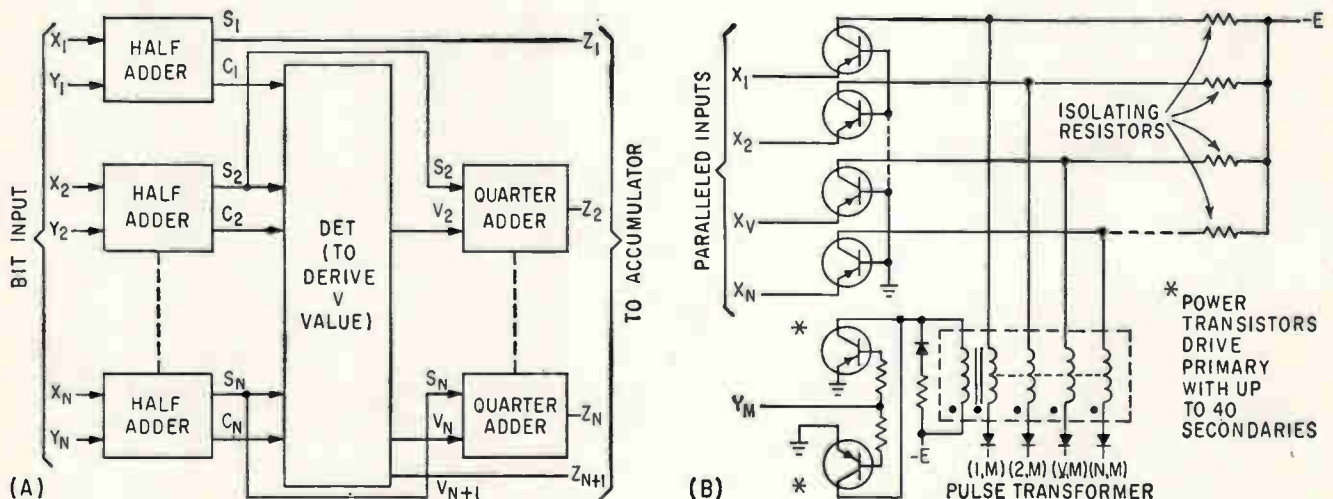 BIT INPUT
X1
Y1
HALF
ADDER
S1
C1
X2
Y2
HALF
ADDER
S2
C2
XN
YN
HALF
ADDER
SN
CN
DET
(TO
DERIVE
V
VALUE)
S2
V2
QUARTER
ADDER
SN
VN
QUARTER
ADDER
VN+1
Z1
Z2
ZN
ZN+1
TO ACCUMULATOR
(A)
PARALLELED INPUTS
X1
X2
XV
XN
-E
ISOLATING
RESISTORS
*
YM
*
-E
* POWER
TRANSISTORS
DRIVE
PRIMARY
WITH UP
TO 40
SECONDARIES
(1,M) (2,M) (V,M) (N,M)
PULSE TRANSFORMER
(B)